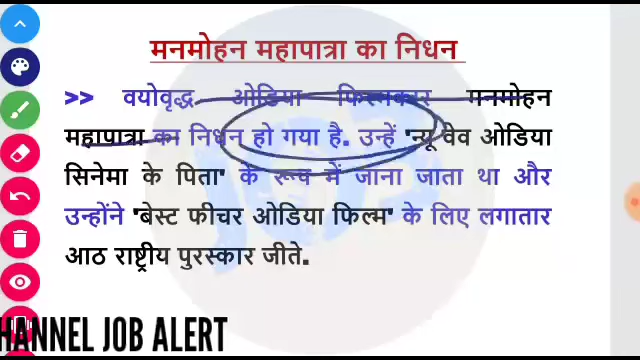 मनमोहन महापात्रा का निधन
>> वयोवृद्ध ओडिया फिल्मकार मनमोहन
महापात्रा का निधन हो गया है. उन्हें 'न्यू वेव ओडिया
सिनेमा के पिता' के रूप में जाना जाता था और
उन्होंने 'बेस्ट फीचर ओडिया फिल्म' के लिए लगातार
आठ राष्ट्रीय पुरस्कार जीते.
HANNEL JOB ALERT